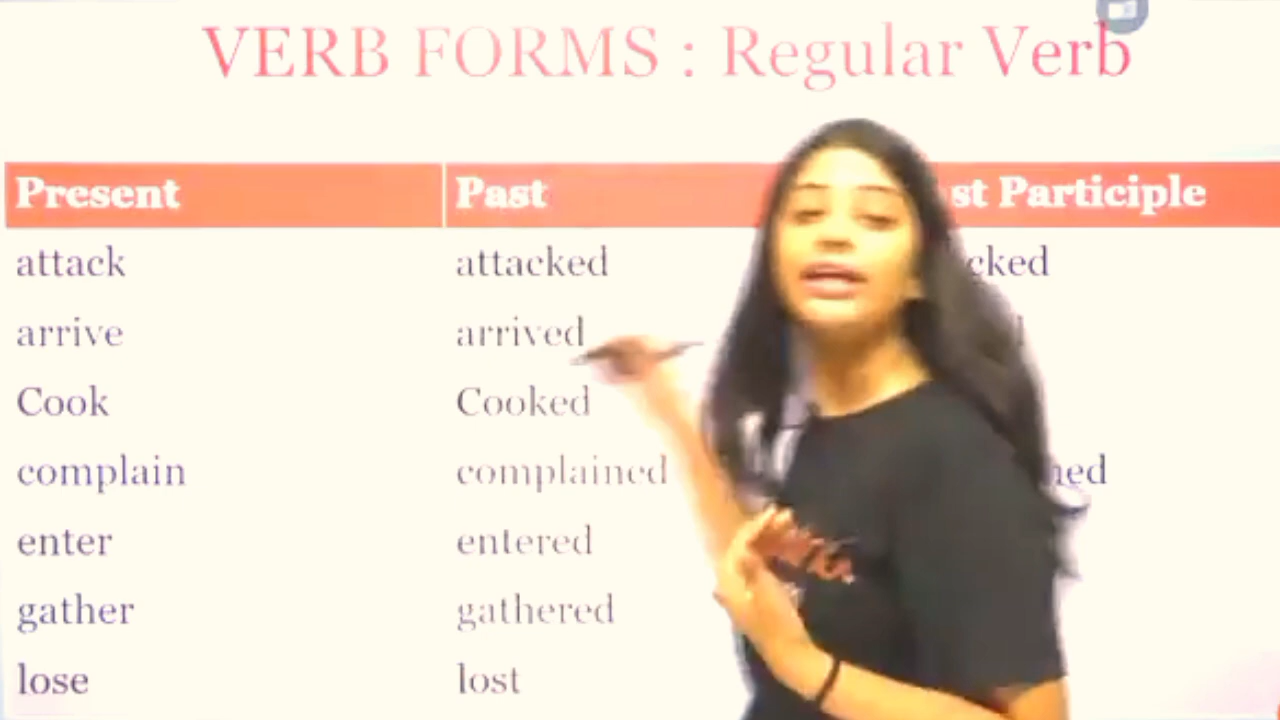 VERB FORMS : Regular Verb
Present Past st Participle
attack attacked cked
arrive arrived
Cook Cooked
complain complained ned
enter entered
gather gathered
lose lost